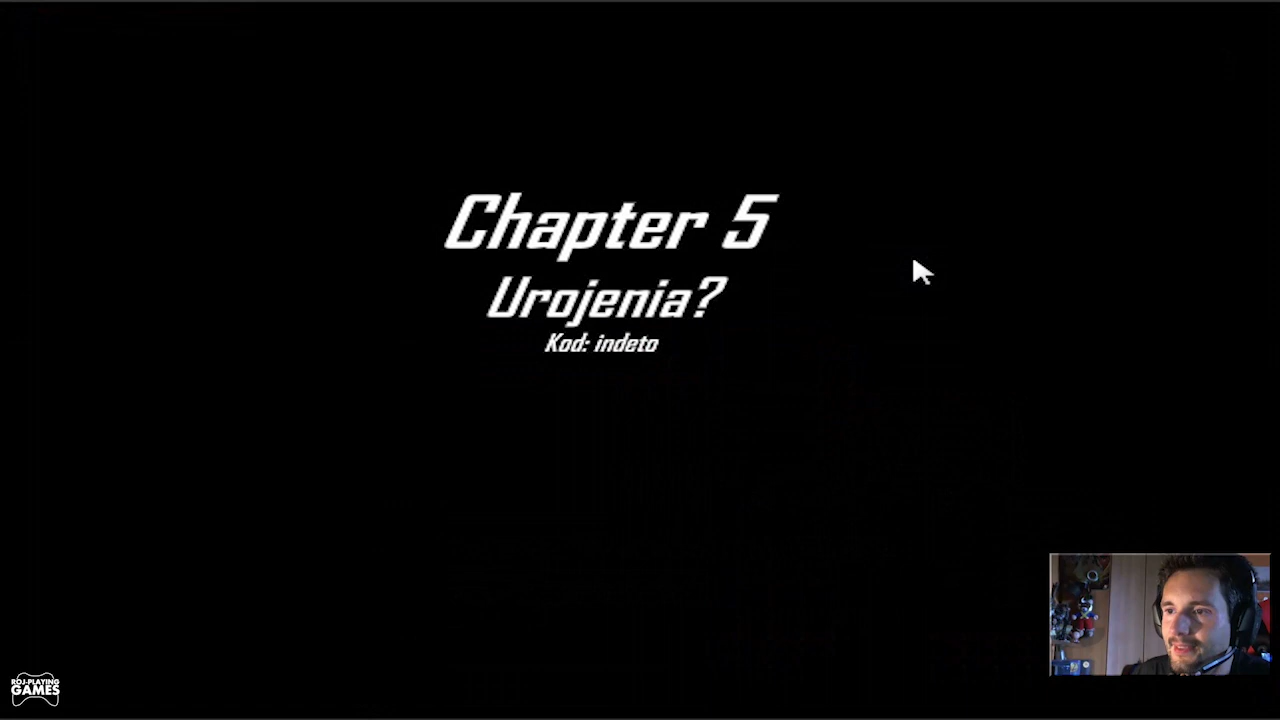 Chapter 5
Urojenia?
Kod: indeto
ROJ-PLAYING
GAMES